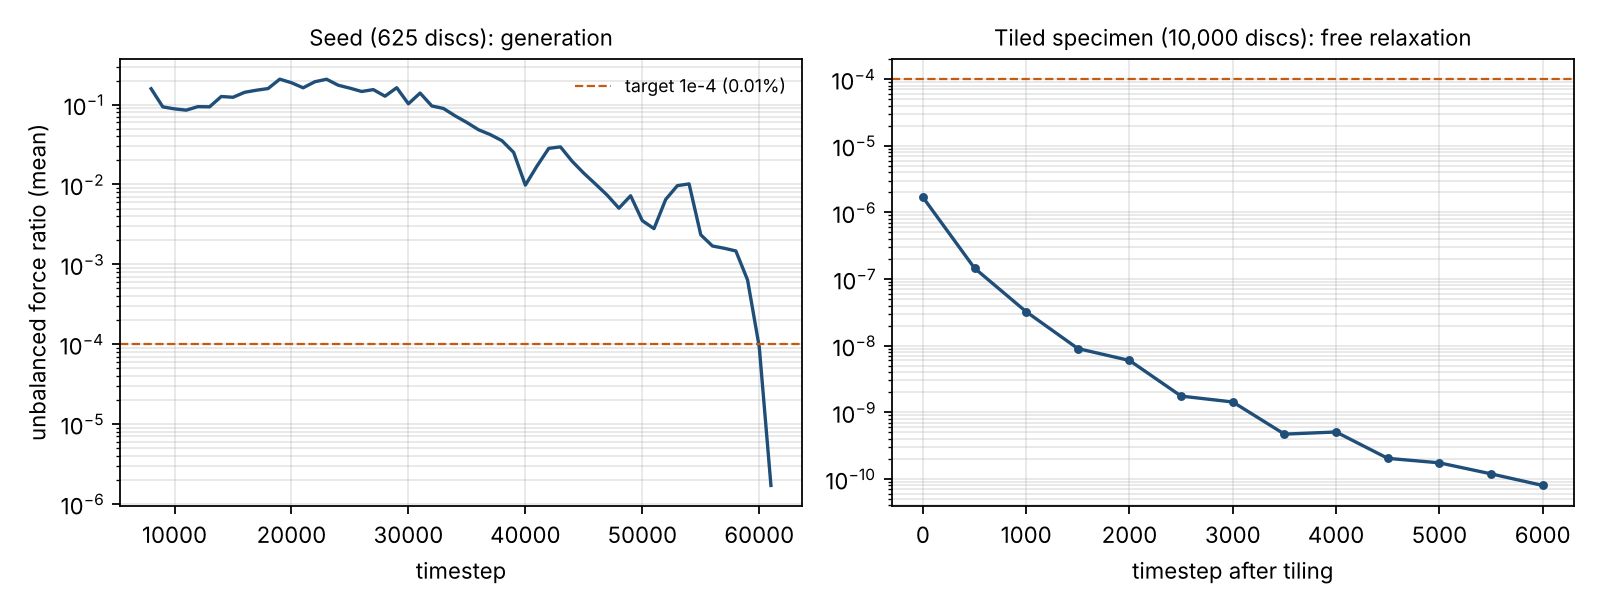 Seed (625 discs): generation
unbalanced force ratio (mean)
10⁻¹
10⁻²
10⁻³
10⁻⁴
10⁻⁵
10⁻⁶
target 1e-4 (0.01%)
10000 20000 30000 40000 50000 60000
timestep
Tiled specimen (10,000 discs): free relaxation
10⁻⁴
10⁻⁵
10⁻⁶
10⁻⁷
10⁻⁸
10⁻⁹
10⁻¹⁰
0 1000 2000 3000 4000 5000 6000
timestep after tiling